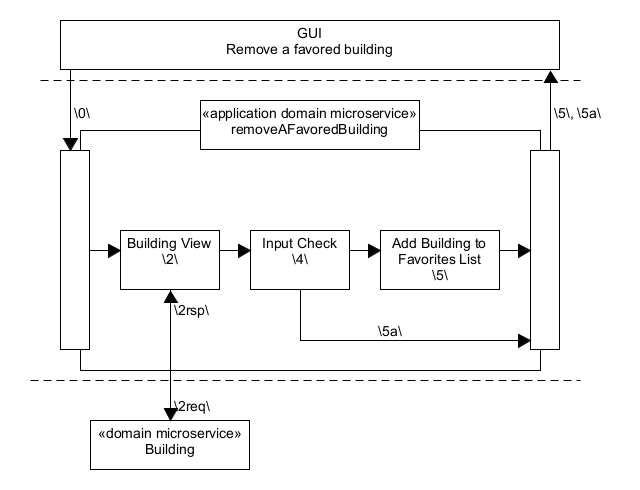 GUI
Remove a favored building
\0\
\5\, \5a\
«application domain microservice»
removeAFavoredBuilding
Building View
\2\
Input Check
\4\
Add Building to
Favorites List
\5\
\2rsp\
\5a\
\2req\
«domain microservice»
Building